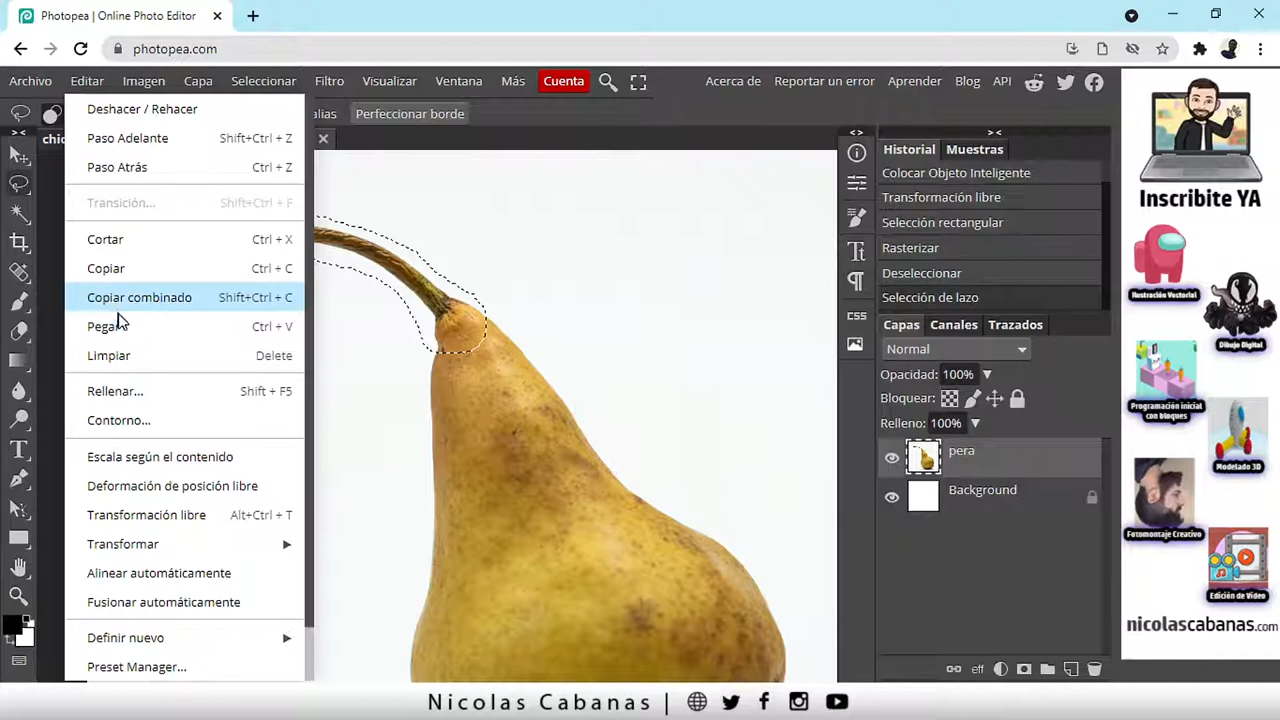 Photopea | Online Photo Editor
photopea.com
Archivo Editar Imagen Capa Seleccionar Filtro Visualizar Ventana Más Cuenta
Acerca de Reportar un error Aprender Blog API
alias Perfeccionar borde
Deshacer / Rehacer
Paso Adelante Shift+Ctrl + Z
Paso Atrás Ctrl + Z
Transición... Shift+Ctrl + F
Cortar Ctrl + X
Copiar Ctrl + C
Copiar combinado Shift+Ctrl + C
Pegar Ctrl + V
Limpiar Delete
Rellenar... Shift + F5
Contorno...
Escala según el contenido
Deformación de posición libre
Transformación libre Alt+Ctrl + T
Transformar
Alinear automáticamente
Fusionar automáticamente
Definir nuevo
Preset Manager...
Historial Muestras
Colocar Objeto Inteligente
Transformación libre
Selección rectangular
Rasterizar
Deseleccionar
Selección de lazo
CSS
Capas Canales Trazados
Normal
Opacidad: 100%
Bloquear:
Relleno: 100%
pera
Background
eff
Inscribite YA
Ilustración Vectorial
Dibujo Digital
Programación inicial
con bloques
Modelado 3D
Fotomontaje Creativo
Edición de Vídeo
nicolascabanas.com
Nicolas Cabanas |